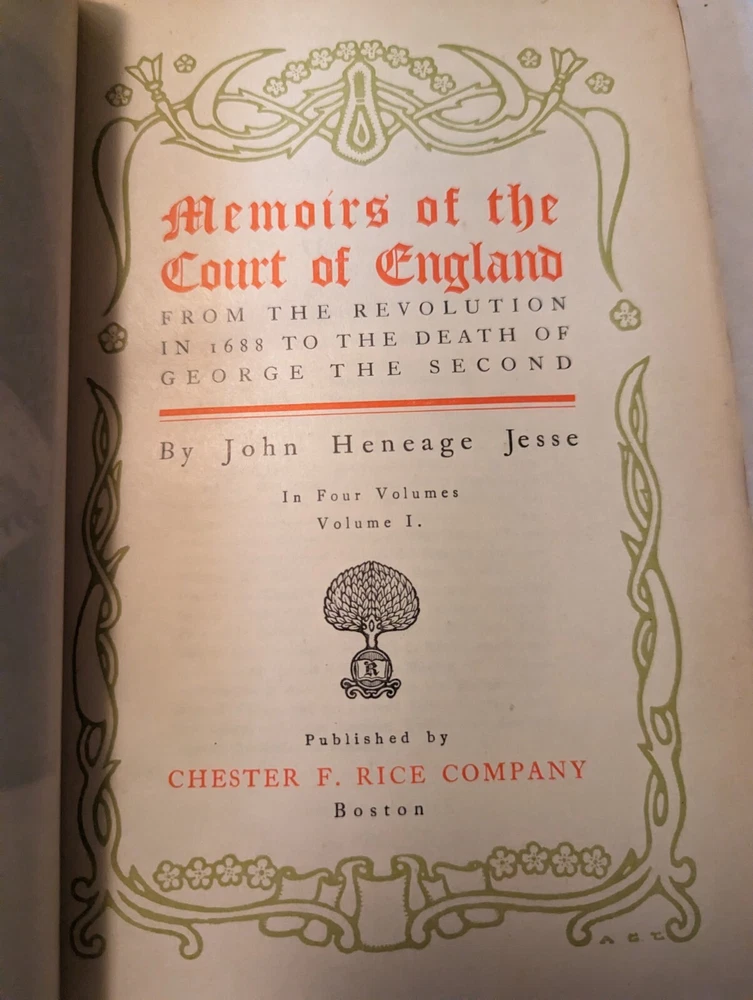 Memoirs of the
Court of England
FROM THE REVOLUTION
IN 1688 TO THE DEATH OF
GEORGE THE SECOND
By John Heneage Jesse
In Four Volumes
Volume I.
R
Published by
CHESTER F. RICE COMPANY
Boston